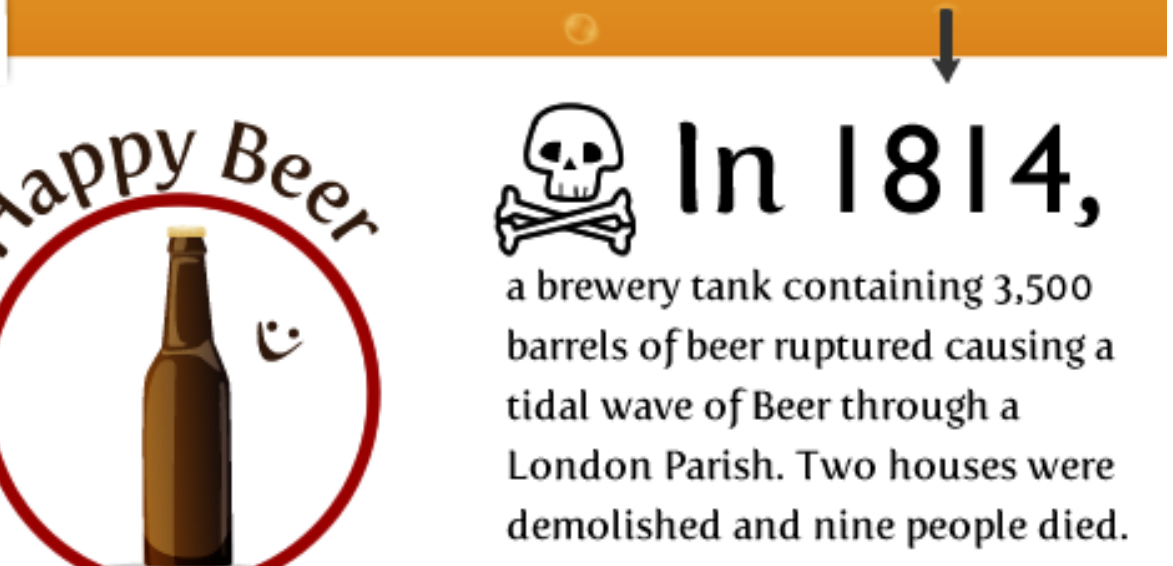 Happy Beer
In 1814,
a brewery tank containing 3,500
barrels of beer ruptured causing a
tidal wave of Beer through a
London Parish. Two houses were
demolished and nine people died.